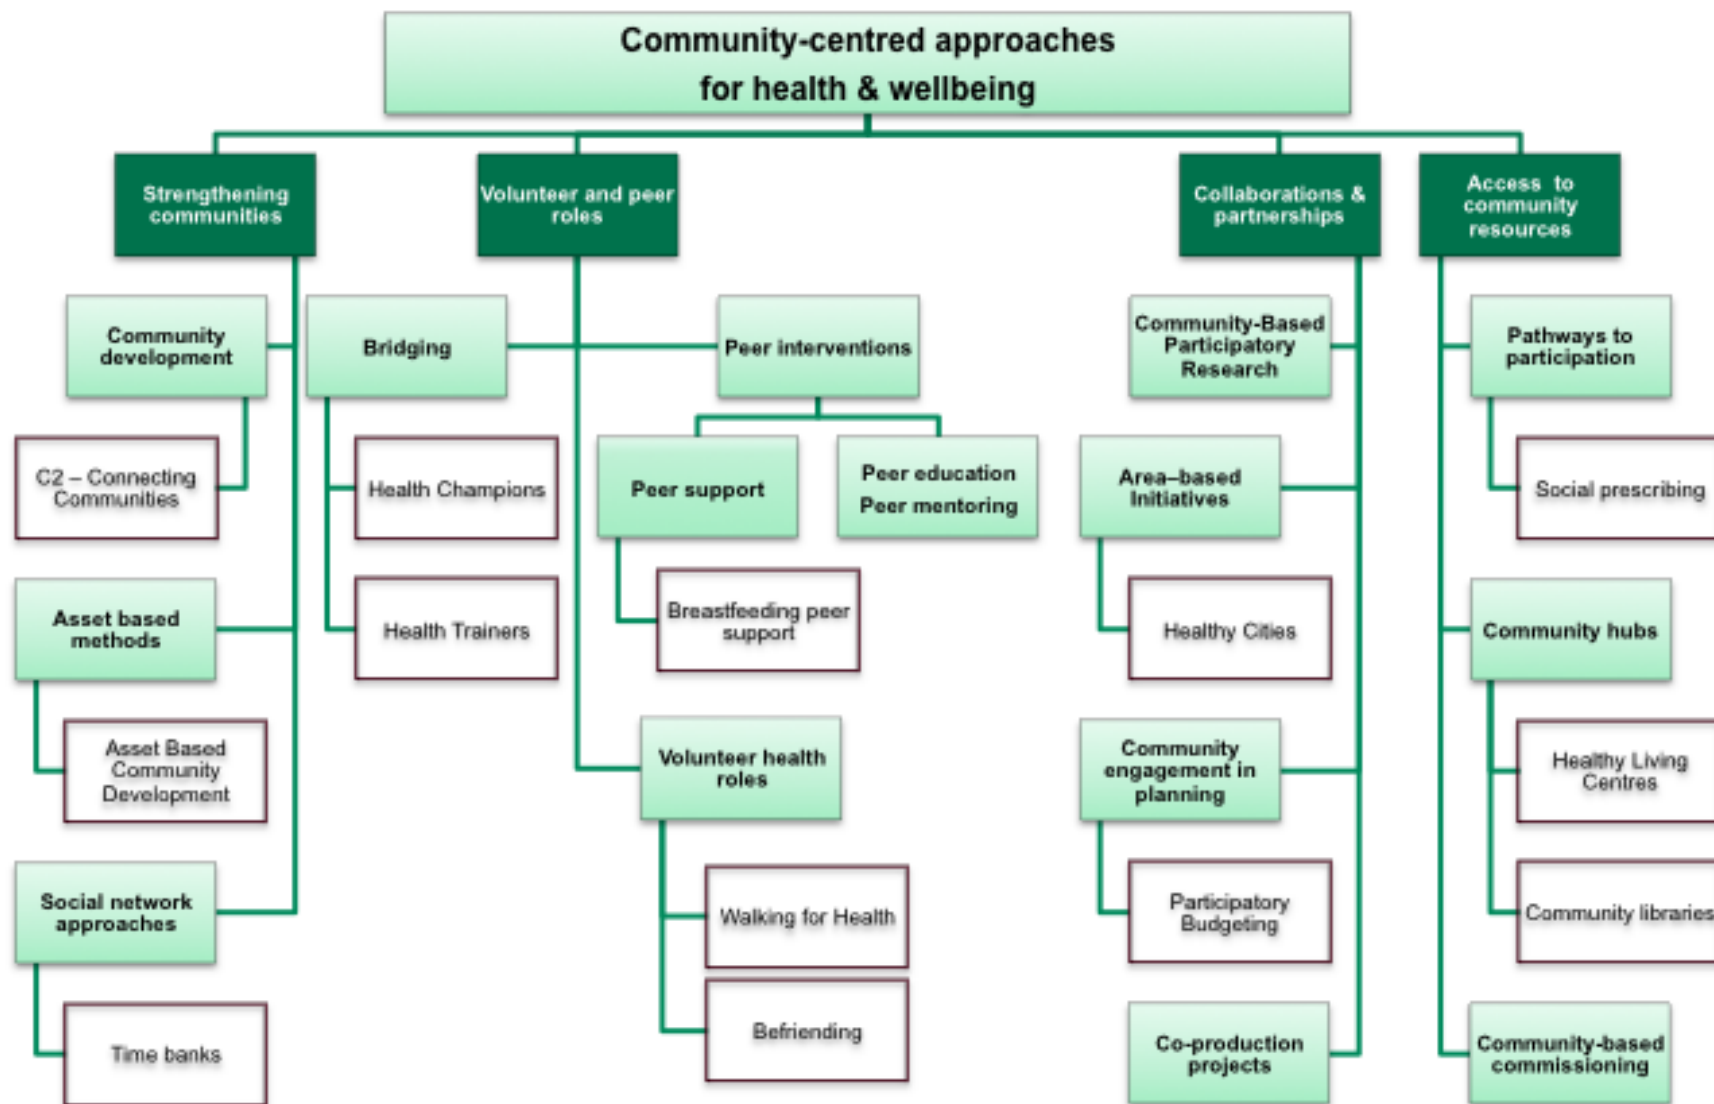 Community-centred approaches
for health & wellbeing
Strengthening
communities
Volunteer and peer
roles
Collaborations &
partnerships
Access to
community
resources
Community
development
Bridging
Peer interventions
Community-Based
Participatory
Research
Pathways to
participation
C2 – Connecting
Communities
Health Champions
Peer support
Peer education
Peer mentoring
Area–based
Initiatives
Social prescribing
Asset based
methods
Health Trainers
Breastfeeding peer
support
Healthy Cities
Community hubs
Asset Based
Community
Development
Volunteer health
roles
Community
engagement in
planning
Healthy Living
Centres
Social network
approaches
Walking for Health
Participatory
Budgeting
Community libraries
Time banks
Befriending
Co-production
projects
Community-based
commissioning